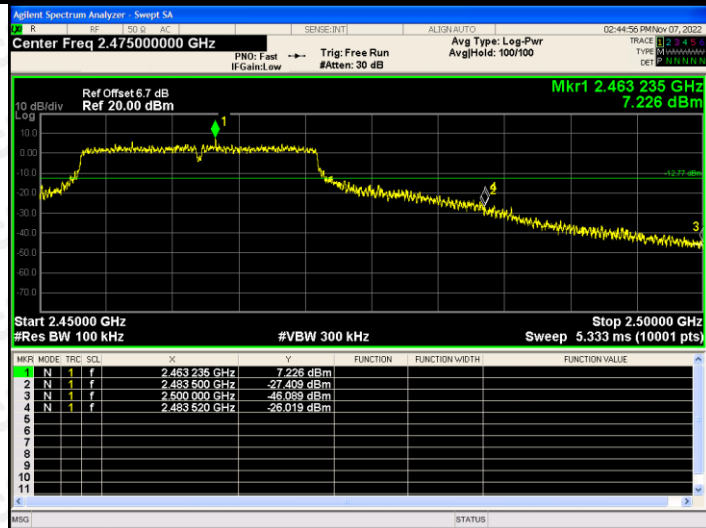 Agilent Spectrum Analyzer - Swept SA
R RF 50 Ω AC SENSE:INT ALIGN AUTO 02:44:56 PM Nov 07, 2022
Center Freq 2.475000000 GHz
PNO: Fast Trig: Free Run Avg Type: Log-Pwr TRACE 1 2 3 4 5 6
IFGain:Low #Atten: 30 dB Avg|Hold: 100/100 TYPE M
DET P N N N N N
Ref Offset 6.7 dB Mkr1 2.463 235 GHz
10 dB/div Ref 20.00 dBm 7.226 dBm
Log
1
10.0
0.00
-10.0
-12.77 dBm
-20.0
4
2
-30.0
3
-40.0
-50.0
-60.0
-70.0
Start 2.45000 GHz Stop 2.50000 GHz
#Res BW 100 kHz #VBW 300 kHz Sweep 5.333 ms (10001 pts)
MKR MODE TRC SCL X Y FUNCTION FUNCTION WIDTH FUNCTION VALUE
1 N 1 f 2.463 235 GHz 7.226 dBm
2 N 1 f 2.483 500 GHz -27.409 dBm
3 N 1 f 2.500 000 GHz -46.089 dBm
4 N 1 f 2.483 520 GHz -26.019 dBm
5
6
7
8
9
10
11
MSG STATUS